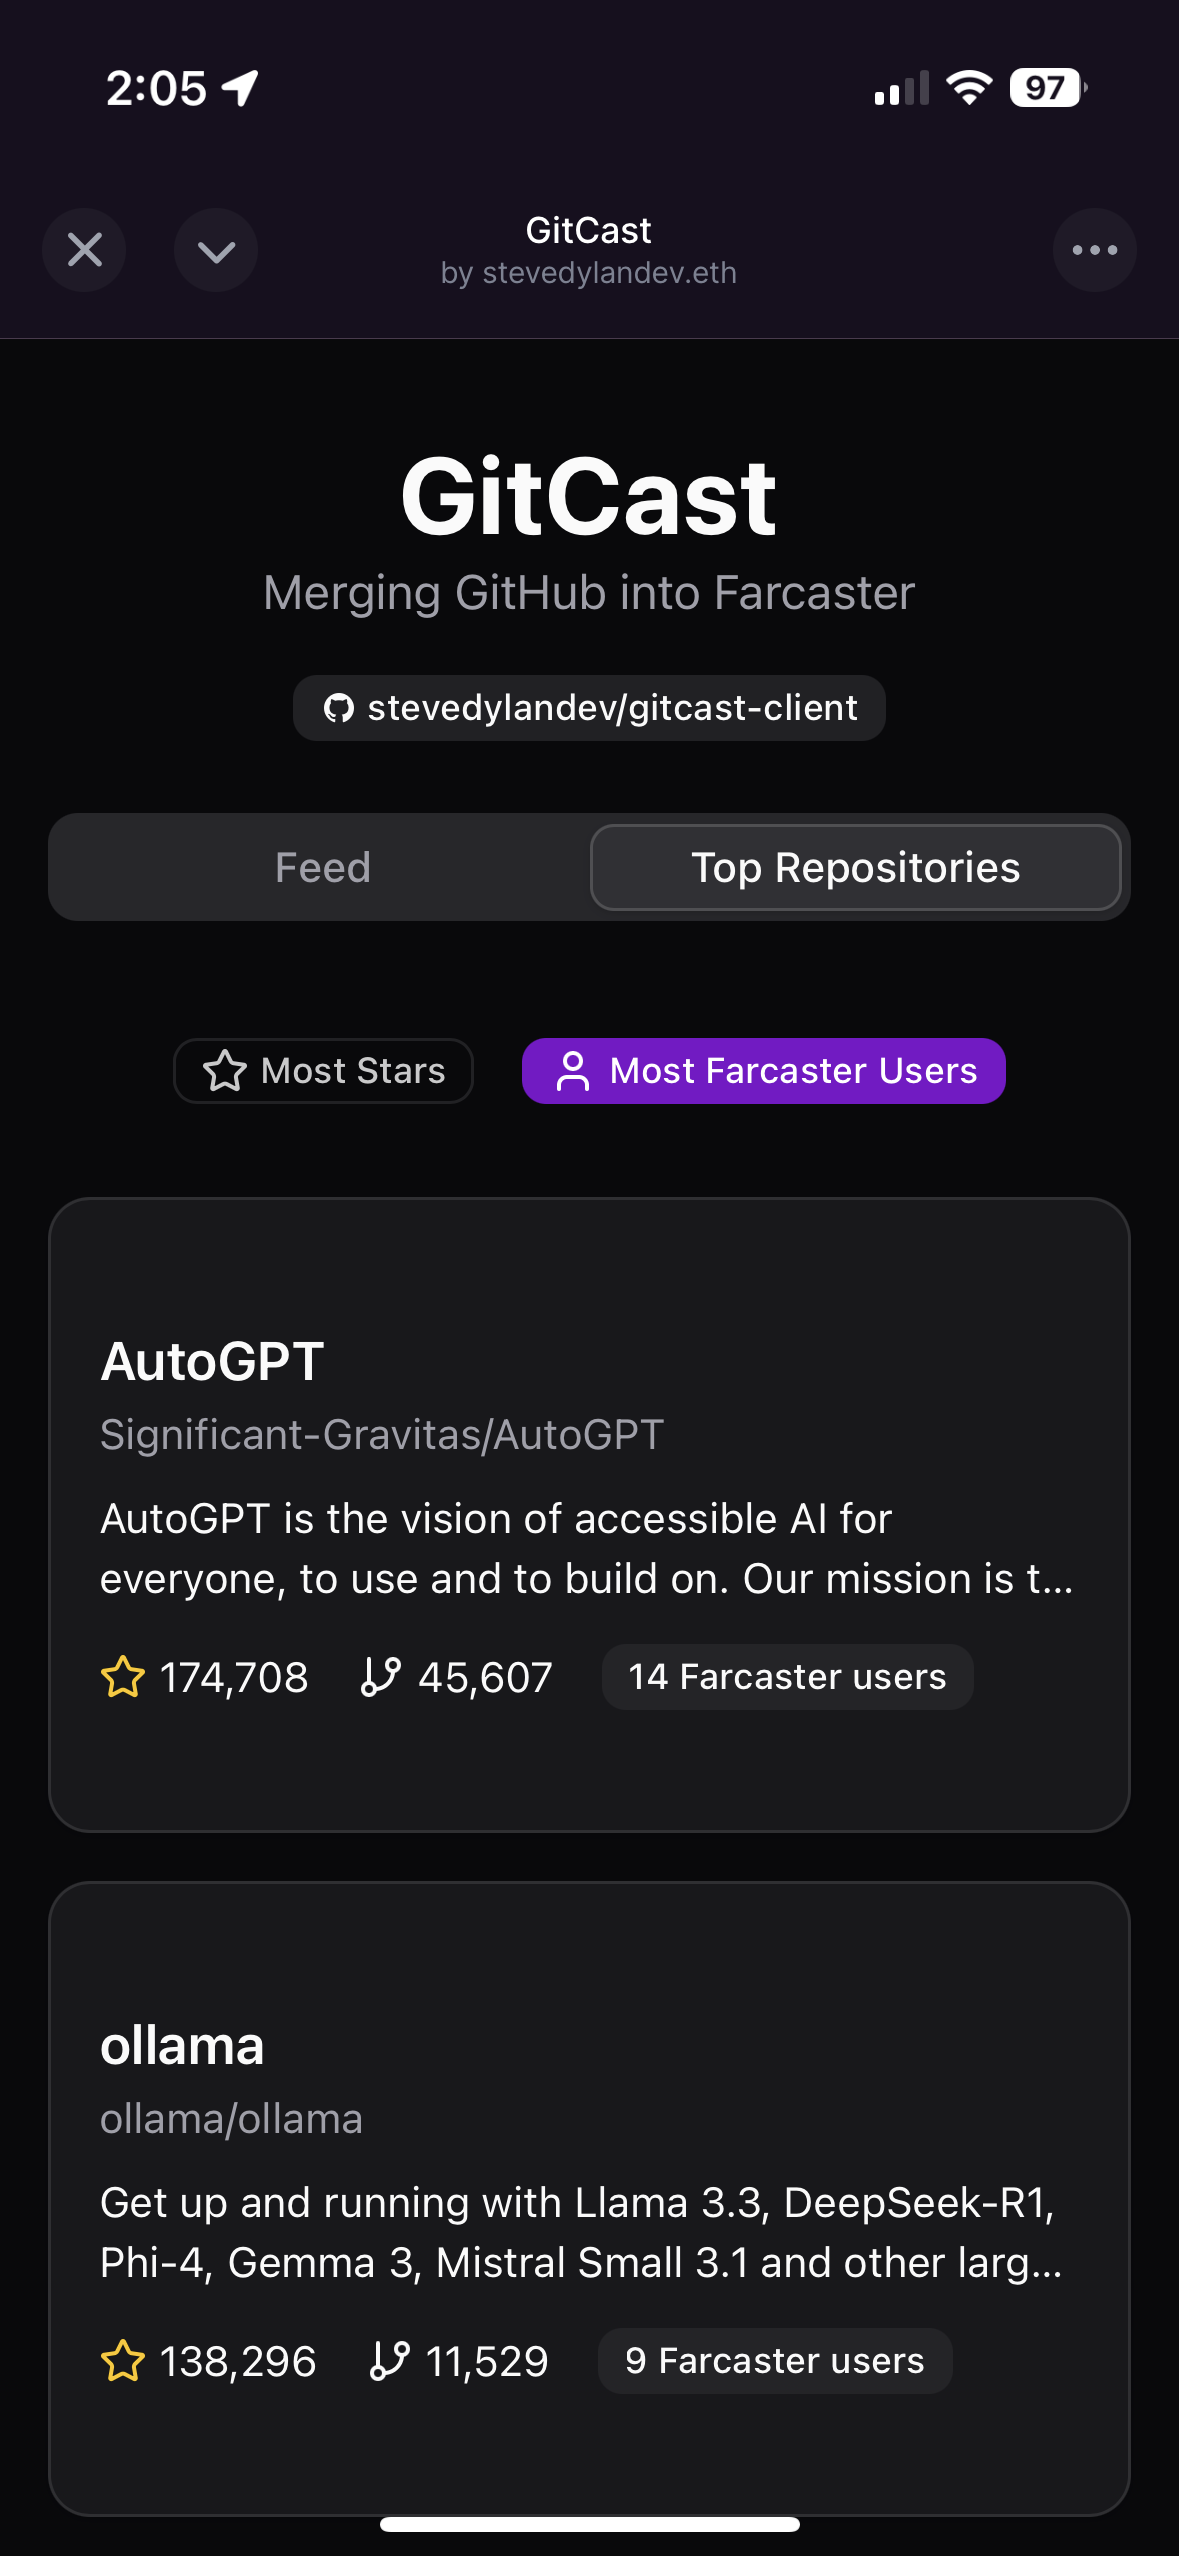 2:05
97
GitCast
by stevedylandev.eth
GitCast
Merging GitHub into Farcaster
stevedylandev/gitcast-client
Feed
Top Repositories
Most Stars
Most Farcaster Users
AutoGPT
Significant-Gravitas/AutoGPT
AutoGPT is the vision of accessible AI for
everyone, to use and to build on. Our mission is t...
174,708
45,607
14 Farcaster users
ollama
ollama/ollama
Get up and running with Llama 3.3, DeepSeek-R1,
Phi-4, Gemma 3, Mistral Small 3.1 and other larg...
138,296
11,529
9 Farcaster users